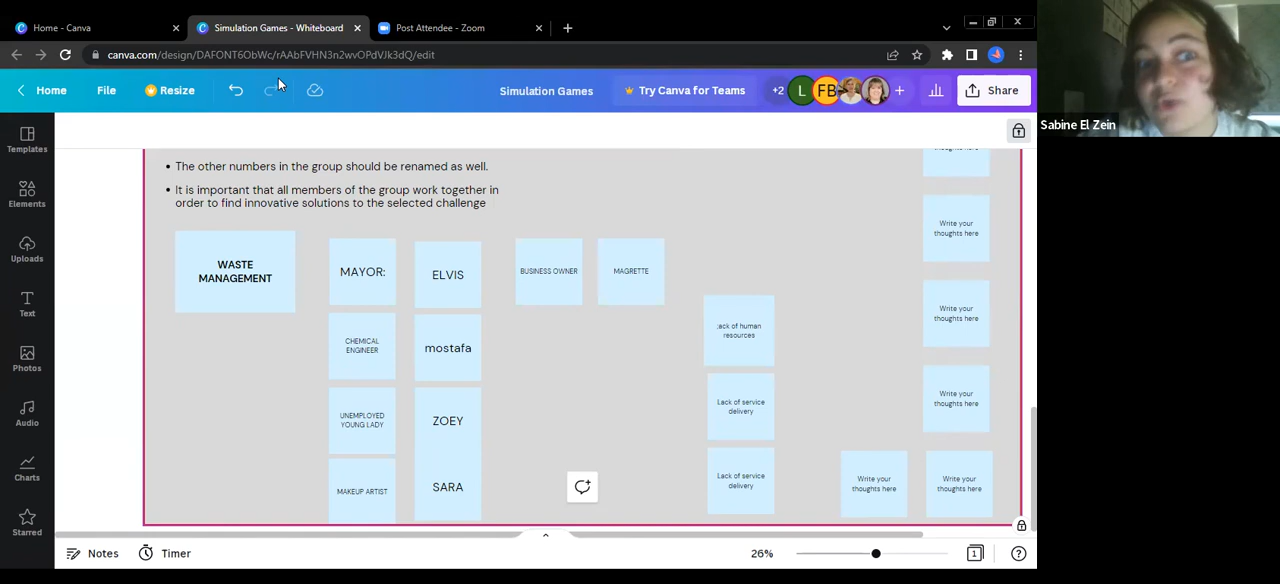 Home - Canva
Simulation Games - Whiteboard
Post Attendee - Zoom
canva.com/design/DAFONT6ObWc/rAAbFVHN3n2wvOPdVJk3dQ/edit
Home
File
Resize
Simulation Games
Try Canva for Teams
+2
L
FB
Share
Sabine El Zein
Templates
Elements
Uploads
Text
Photos
Audio
Charts
Starred
• The other numbers in the group should be renamed as well.
• It is important that all members of the group work together in
order to find innovative solutions to the selected challenge
WASTE
MANAGEMENT
MAYOR:
ELVIS
BUSINESS OWNER
MAGRETTE
CHEMICAL
ENGINEER
mostafa
UNEMPLOYED
YOUNG LADY
ZOEY
MAKEUP ARTIST
SARA
;ack of human
resources
Lack of service
delivery
Lack of service
delivery
thoughts here
Write your
thoughts here
Write your
thoughts here
Write your
thoughts here
Write your
thoughts here
Write your
thoughts here
Notes
Timer
26%
1